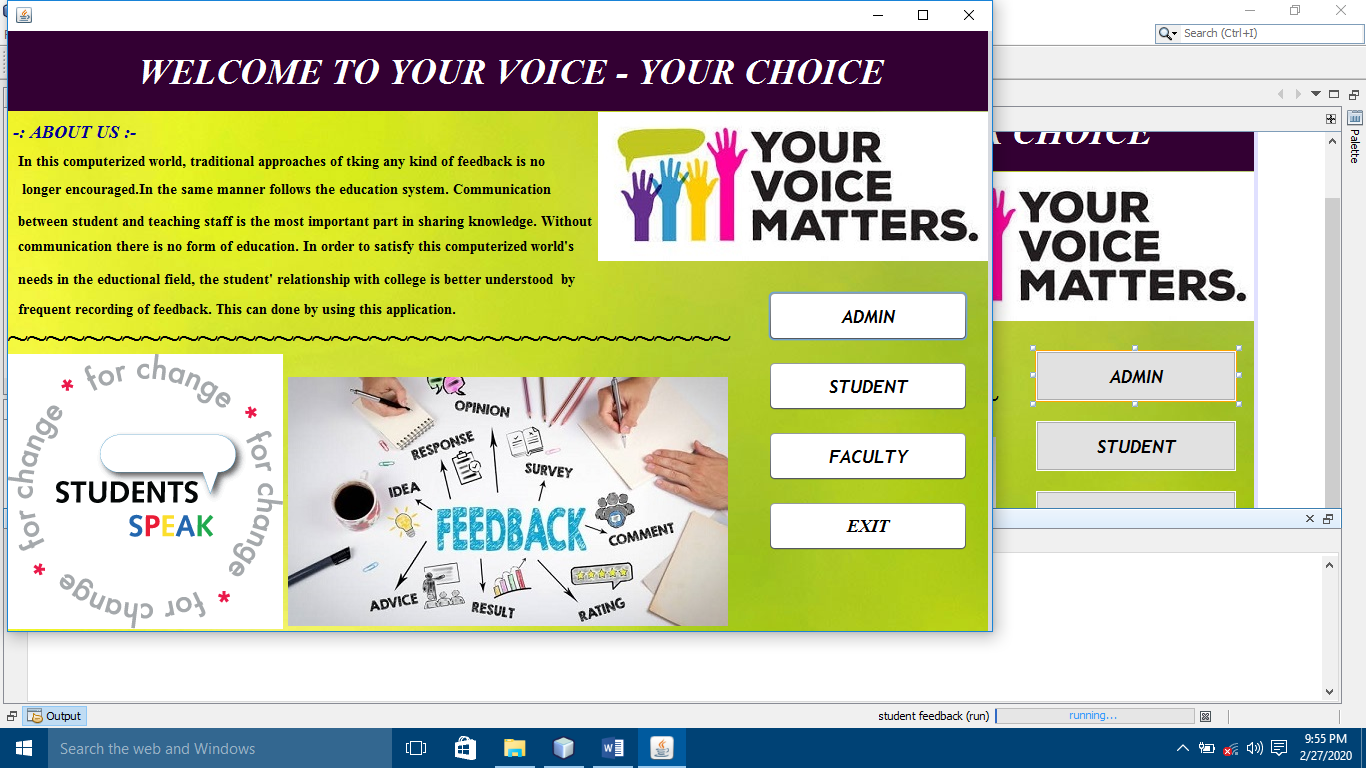 Search (Ctrl+I)
WELCOME TO YOUR VOICE - YOUR CHOICE
-: ABOUT US :-
In this computerized world, traditional approaches of tking any kind of feedback is no
longer encouraged.In the same manner follows the education system. Communication
between student and teaching staff is the most important part in sharing knowledge. Without
communication there is no form of education. In order to satisfy this computerized world's
needs in the eductional field, the student' relationship with college is better understood by
frequent recording of feedback. This can done by using this application.
YOUR
VOICE
MATTERS.
ADMIN
STUDENT
FACULTY
EXIT
for change
for change
for change
for change
STUDENTS
SPEAK
OPINION
RESPONSE
SURVEY
IDEA
FEEDBACK
COMMENT
ADVICE
RESULT
RATING
CHOICE
YOUR
VOICE
MATTERS.
ADMIN
STUDENT
Palette
Output
student feedback (run)
running...
Search the web and Windows
9:55 PM
2/27/2020